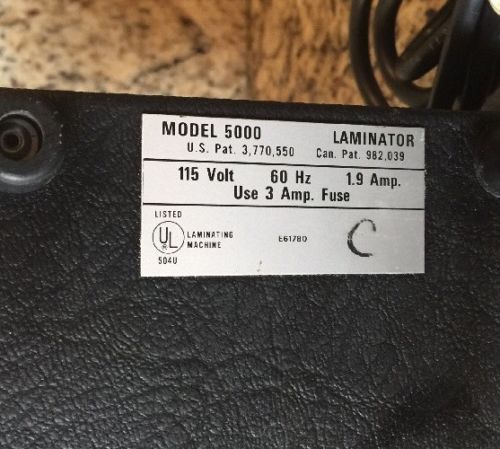 MODEL 5000 LAMINATOR
U.S. Pat. 3,770,550 Can. Pat. 982,039
115 Volt 60 Hz 1.9 Amp.
Use 3 Amp. Fuse
LISTED
UL® LAMINATING MACHINE E61780
504U
C